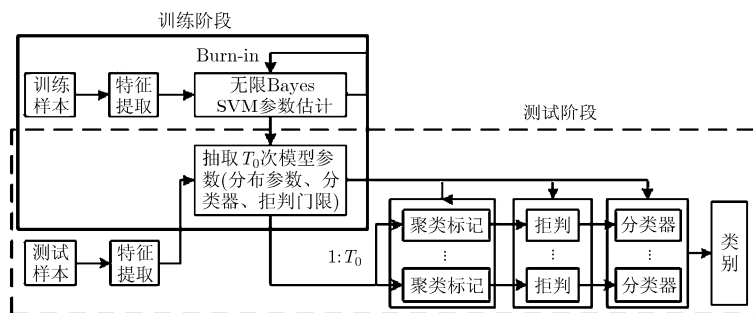 训练阶段
Burn-in
训练
样本
特征
提取
无限Bayes
SVM参数估计
测试阶段
抽取T₀次模型参
数(分布参数、分
类器、拒判门限)
测试
样本
特征
提取
1:T₀
聚类标记
拒判
分类器
⋮
⋮
⋮
聚类标记
拒判
分类器
类
别